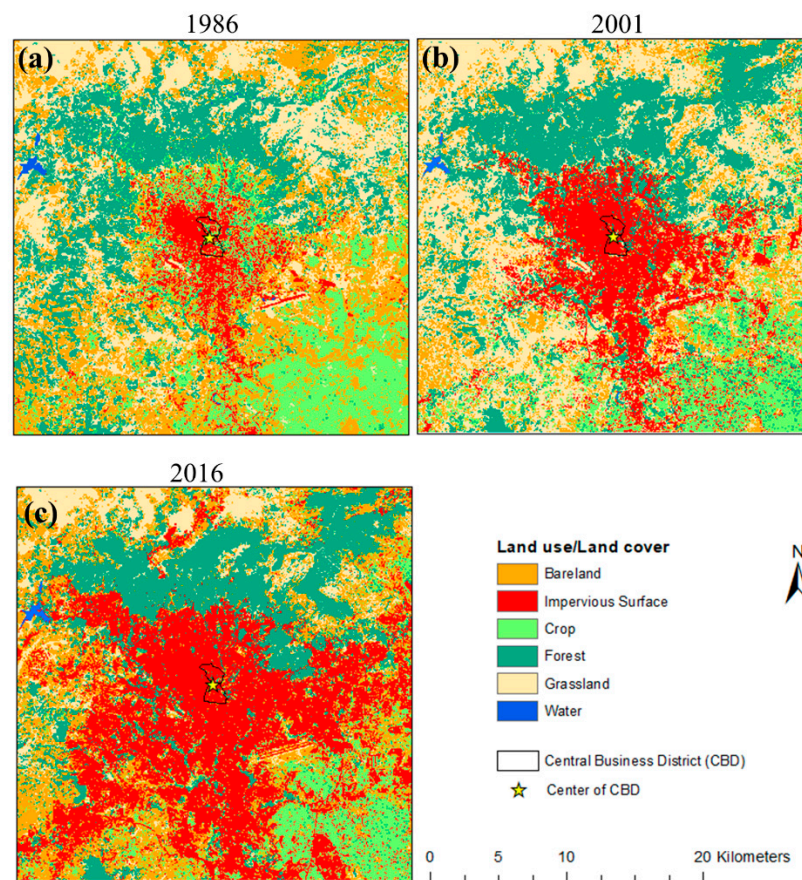 1986
2001
(a)
(b)
2016
(c)
Land use/Land cover
Bareland
Impervious Surface
Crop
Forest
Grassland
Water
Central Business District (CBD)
Center of CBD
N
0 5 10 20 Kilometers